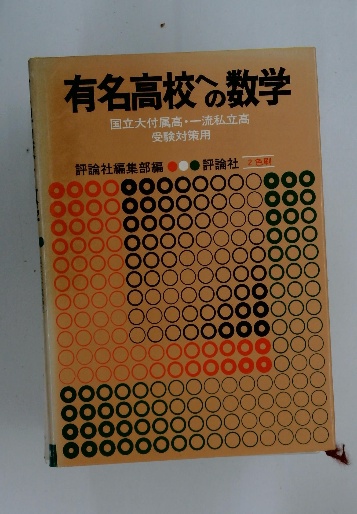 有名高校への数学
国立大付属高・一流私立高
受験対策用
評論社編集部編 評論社 2色刷